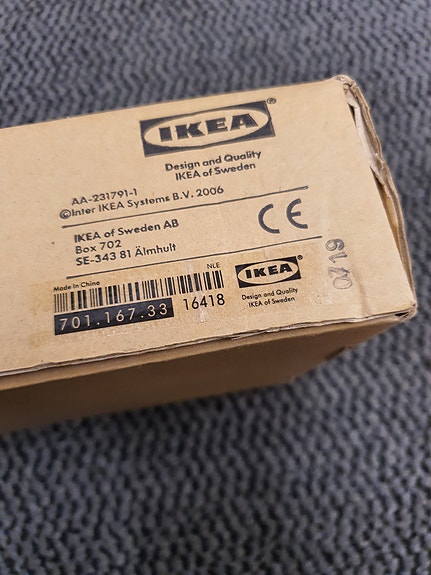 IKEA®
Design and Quality
IKEA of Sweden
AA-231791-1
©Inter IKEA Systems B.V. 2006
IKEA of Sweden AB
Box 702
SE-343 81 Älmhult
CE
Made in China
NLE
701.167.33
16418
IKEA®
Design and Quality
IKEA of Sweden
0719